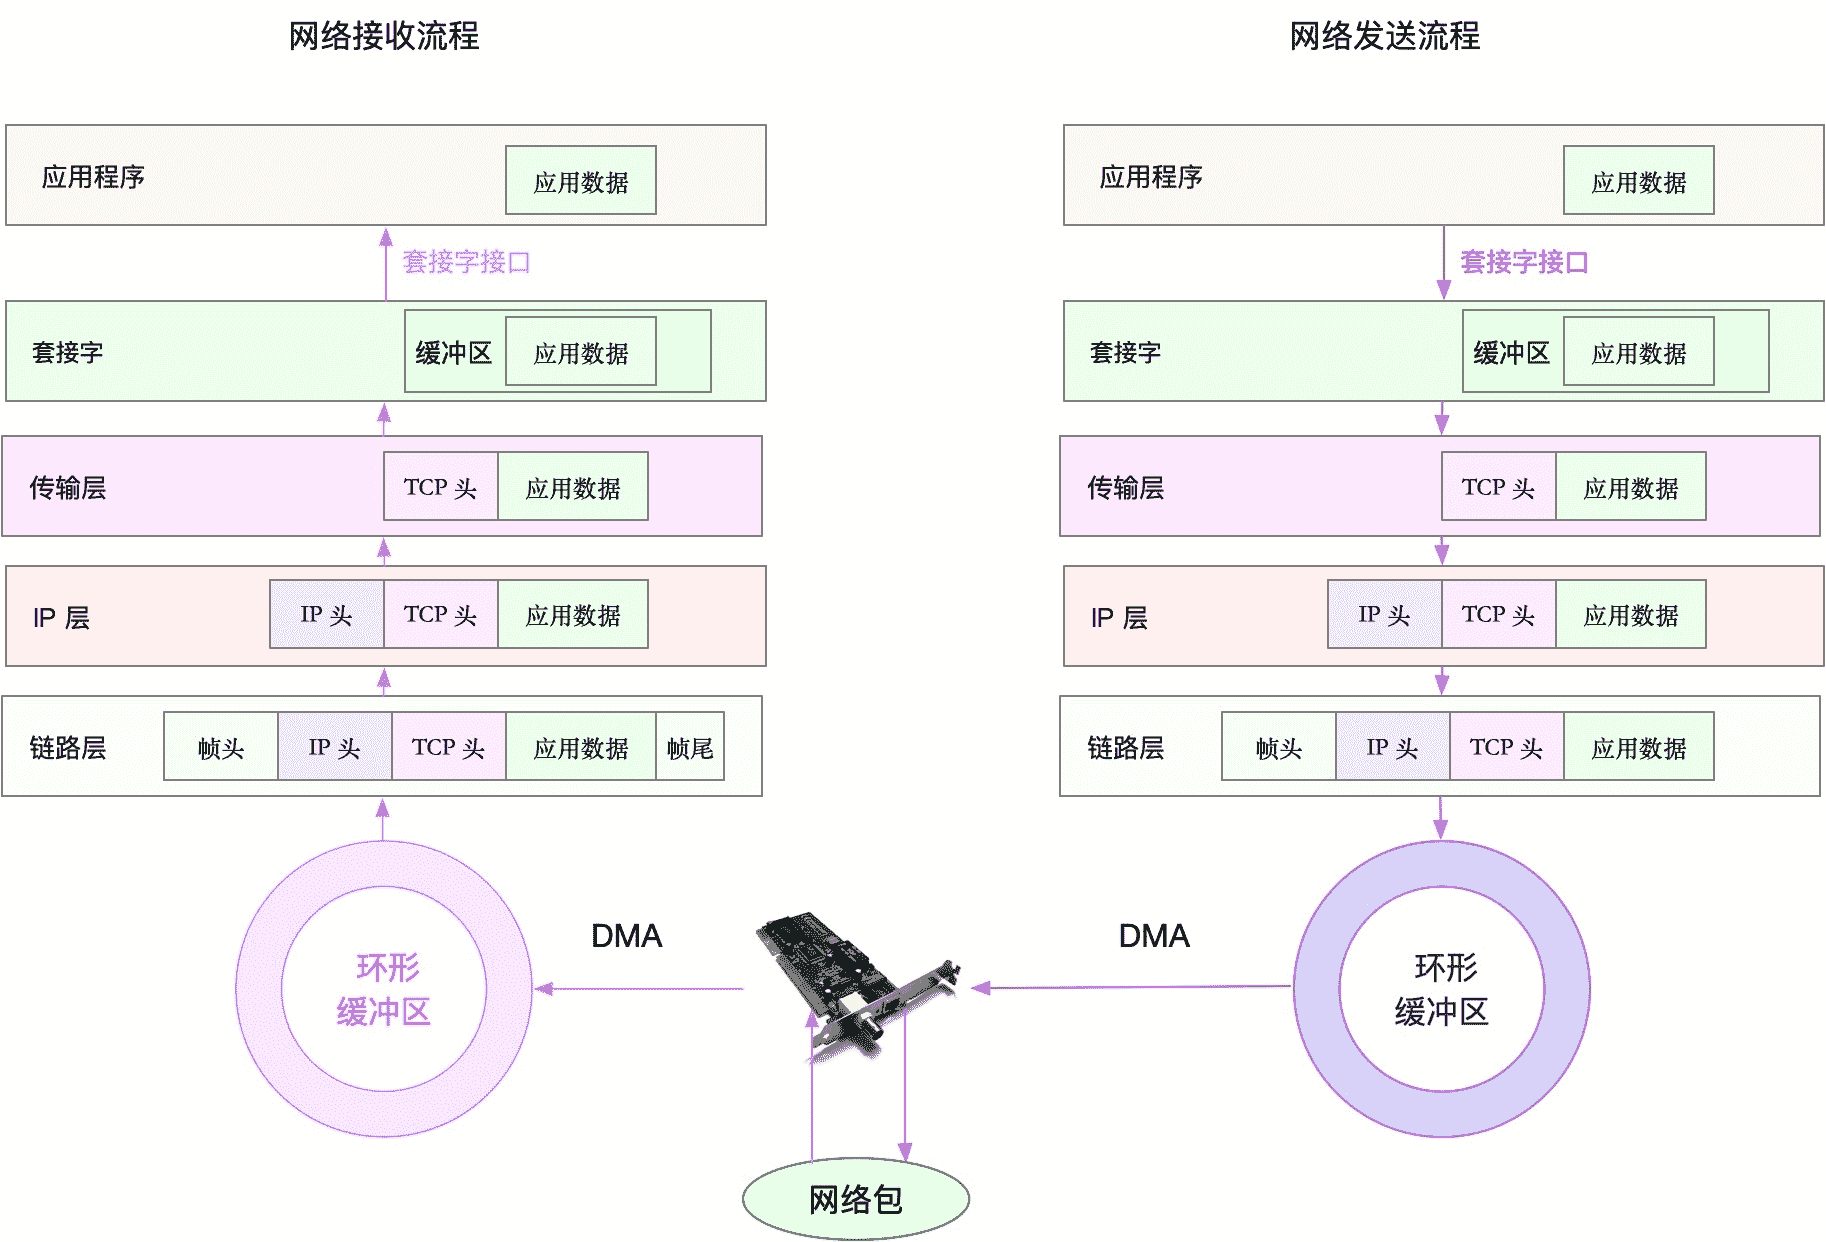 网络接收流程
网络发送流程
应用程序
应用数据
套接字接口
套接字
缓冲区
应用数据
传输层
TCP 头
应用数据
IP 层
IP 头
TCP 头
应用数据
链路层
帧头
IP 头
TCP 头
应用数据
帧尾
环形
缓冲区
DMA
应用程序
应用数据
套接字接口
套接字
缓冲区
应用数据
传输层
TCP 头
应用数据
IP 层
IP 头
TCP 头
应用数据
链路层
帧头
IP 头
TCP 头
应用数据
DMA
环形
缓冲区
网络包